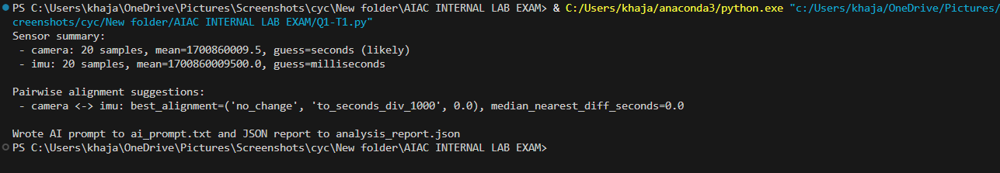 PS C:\Users\khaja\OneDrive\Pictures\Screenshots\cyc\New folder\AIAC INTERNAL LAB EXAM> & C:/Users/khaja/anaconda3/python.exe "c:/Users/khaja/OneDrive/Pictures/
creenshots/cyc/New folder/AIAC INTERNAL LAB EXAM/Q1-T1.py"
Sensor summary:
 - camera: 20 samples, mean=1700860009.5, guess=seconds (likely)
 - imu: 20 samples, mean=1700860009500.0, guess=milliseconds
Pairwise alignment suggestions:
 - camera <-> imu: best_alignment=('no_change', 'to_seconds_div_1000', 0.0), median_nearest_diff_seconds=0.0
Wrote AI prompt to ai_prompt.txt and JSON report to analysis_report.json
PS C:\Users\khaja\OneDrive\Pictures\Screenshots\cyc\New folder\AIAC INTERNAL LAB EXAM>